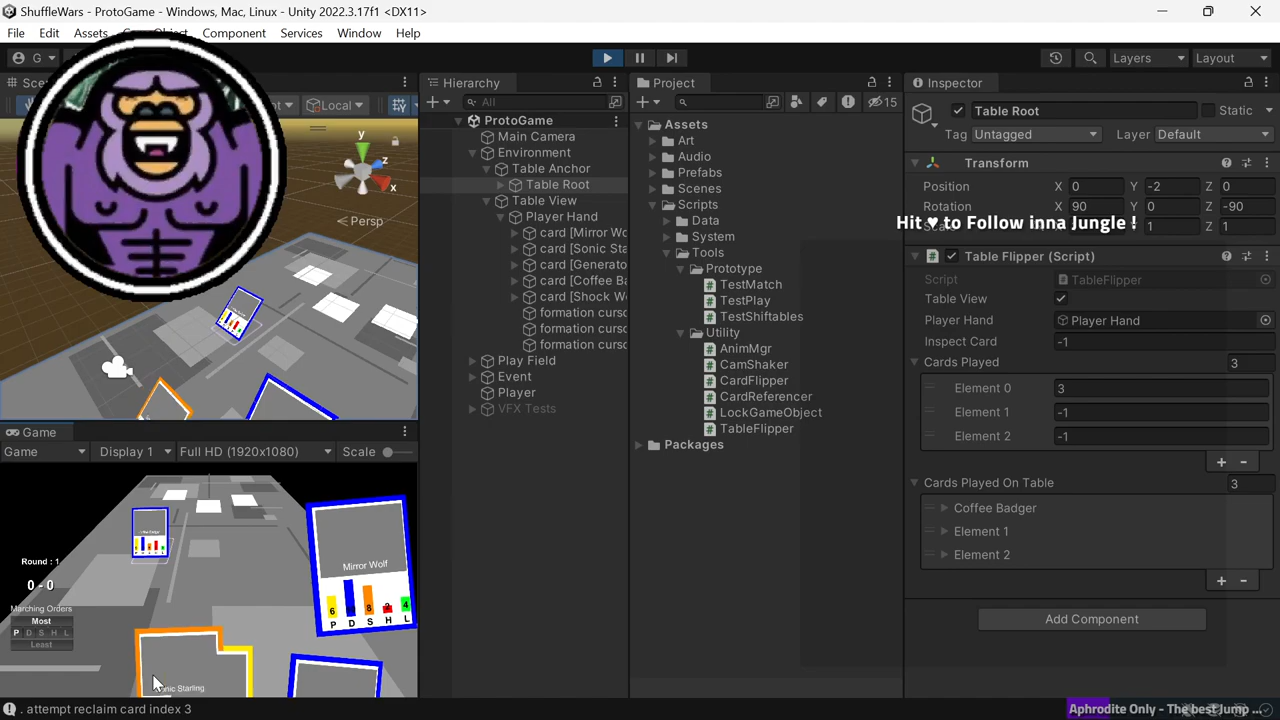 ShuffleWars - ProtoGame - Windows, Mac, Linux - Unity 2022.3.17f1 <DX11>
File Edit Assets Component Services Window Help
G Layers Layout
Hierarchy Project Inspector
Local All 15
Table Root Static
Tag Untagged Layer Default
ProtoGame
Main Camera
Environment
Table Anchor
Table Root
Table View
Player Hand
card [Mirror Wo
card [Sonic Sta
card [Generato
card [Coffee Ba
card [Shock W
formation curso
formation curso
formation curso
Play Field
Event
Player
VFX Tests
Assets
Art
Audio
Prefabs
Scenes
Scripts
Data
System
Tools
Prototype
TestMatch
TestPlay
TestShiftables
Utility
AnimMgr
CamShaker
CardFlipper
CardReferencer
LockGameObject
TableFlipper
Packages
Transform
Position X 0 Y -2 Z 0
Rotation X 90 Y 0 Z -90
Hit ♥ to Follow inna Jungle !
1 Z 1
Table Flipper (Script)
Script TableFlipper
Table View
Player Hand Player Hand
Inspect Card -1
Cards Played 3
Element 0 3
Element 1 -1
Element 2 -1
Cards Played On Table 3
Coffee Badger
Element 1
Element 2
Add Component
y
z
x
Persp
Game
Game Display 1 Full HD (1920x1080) Scale
Round : 1
0 - 0
Marching Orders
Most
P D S H L
Least
Mirror Wolf
6 8 2 4
P D S H L
nic Starling
. attempt reclaim card index 3
Aphrodite Only - The best Jump ...